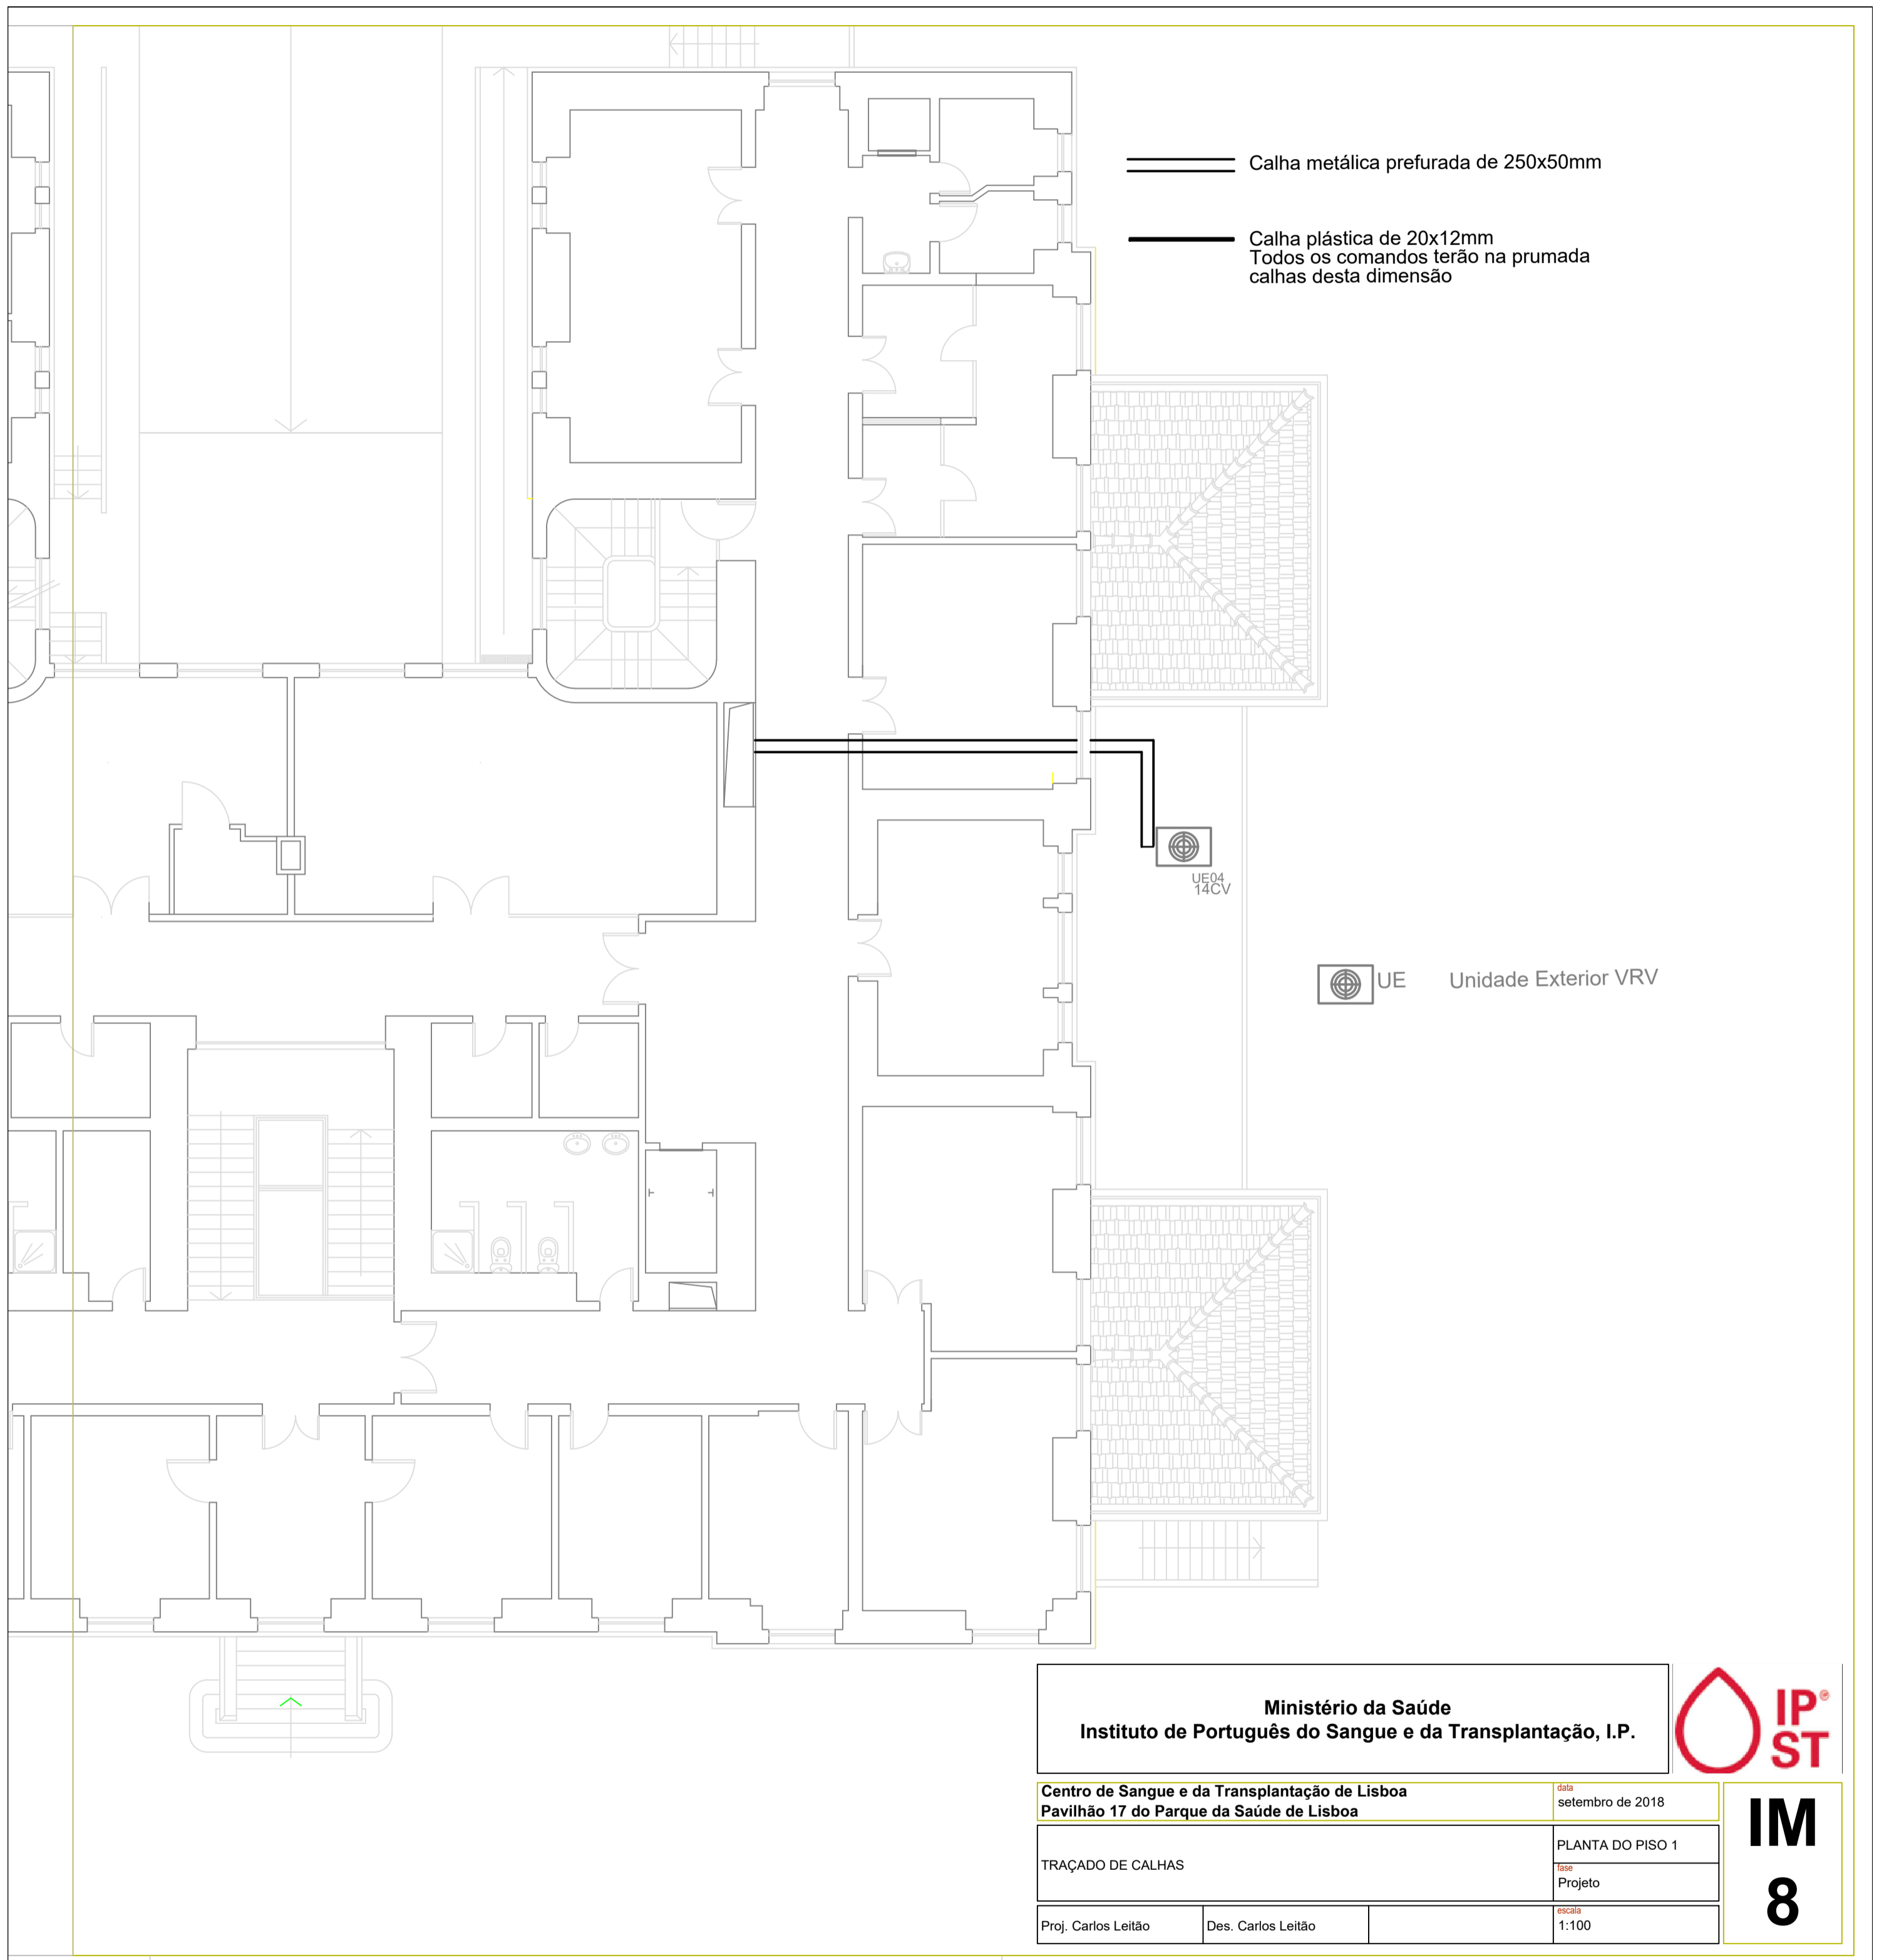 Calha metálica prefurada de 250x50mm
Calha plástica de 20x12mm
Todos os comandos terão na prumada
calhas desta dimensão
UE04
14CV
UE Unidade Exterior VRV
Ministério da Saúde
Instituto de Português do Sangue e da Transplantação, I.P.
IP®
ST
Centro de Sangue e da Transplantação de Lisboa
Pavilhão 17 do Parque da Saúde de Lisboa
data
setembro de 2018
IM
8
TRAÇADO DE CALHAS
PLANTA DO PISO 1
fase
Projeto
Proj. Carlos Leitão
Des. Carlos Leitão
escala
1:100